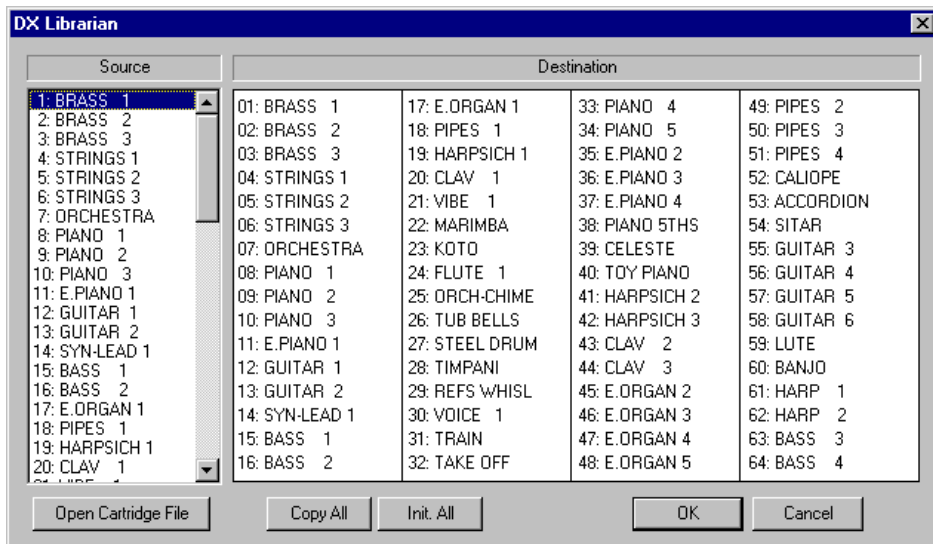 DX Librarian
Source
1: BRASS 1
2: BRASS 2
3: BRASS 3
4: STRINGS 1
5: STRINGS 2
6: STRINGS 3
7: ORCHESTRA
8: PIANO 1
9: PIANO 2
10: PIANO 3
11: E.PIANO 1
12: GUITAR 1
13: GUITAR 2
14: SYN-LEAD 1
15: BASS 1
16: BASS 2
17: E.ORGAN 1
18: PIPES 1
19: HARPSICH 1
20: CLAV 1
Open Cartridge File
Destination
01: BRASS 1
02: BRASS 2
03: BRASS 3
04: STRINGS 1
05: STRINGS 2
06: STRINGS 3
07: ORCHESTRA
08: PIANO 1
09: PIANO 2
10: PIANO 3
11: E.PIANO 1
12: GUITAR 1
13: GUITAR 2
14: SYN-LEAD 1
15: BASS 1
16: BASS 2
17: E.ORGAN 1
18: PIPES 1
19: HARPSICH 1
20: CLAV 1
21: VIBE 1
22: MARIMBA
23: KOTO
24: FLUTE 1
25: ORCH-CHIME
26: TUB BELLS
27: STEEL DRUM
28: TIMPANI
29: REFS WHISL
30: VOICE 1
31: TRAIN
32: TAKE OFF
33: PIANO 4
34: PIANO 5
35: E.PIANO 2
36: E.PIANO 3
37: E.PIANO 4
38: PIANO 5THS
39: CELESTE
40: TOY PIANO
41: HARPSICH 2
42: HARPSICH 3
43: CLAV 2
44: CLAV 3
45: E.ORGAN 2
46: E.ORGAN 3
47: E.ORGAN 4
48: E.ORGAN 5
49: PIPES 2
50: PIPES 3
51: PIPES 4
52: CALIOPE
53: ACCORDION
54: SITAR
55: GUITAR 3
56: GUITAR 4
57: GUITAR 5
58: GUITAR 6
59: LUTE
60: BANJO
61: HARP 1
62: HARP 2
63: BASS 3
64: BASS 4
Copy All
Init. All
OK
Cancel